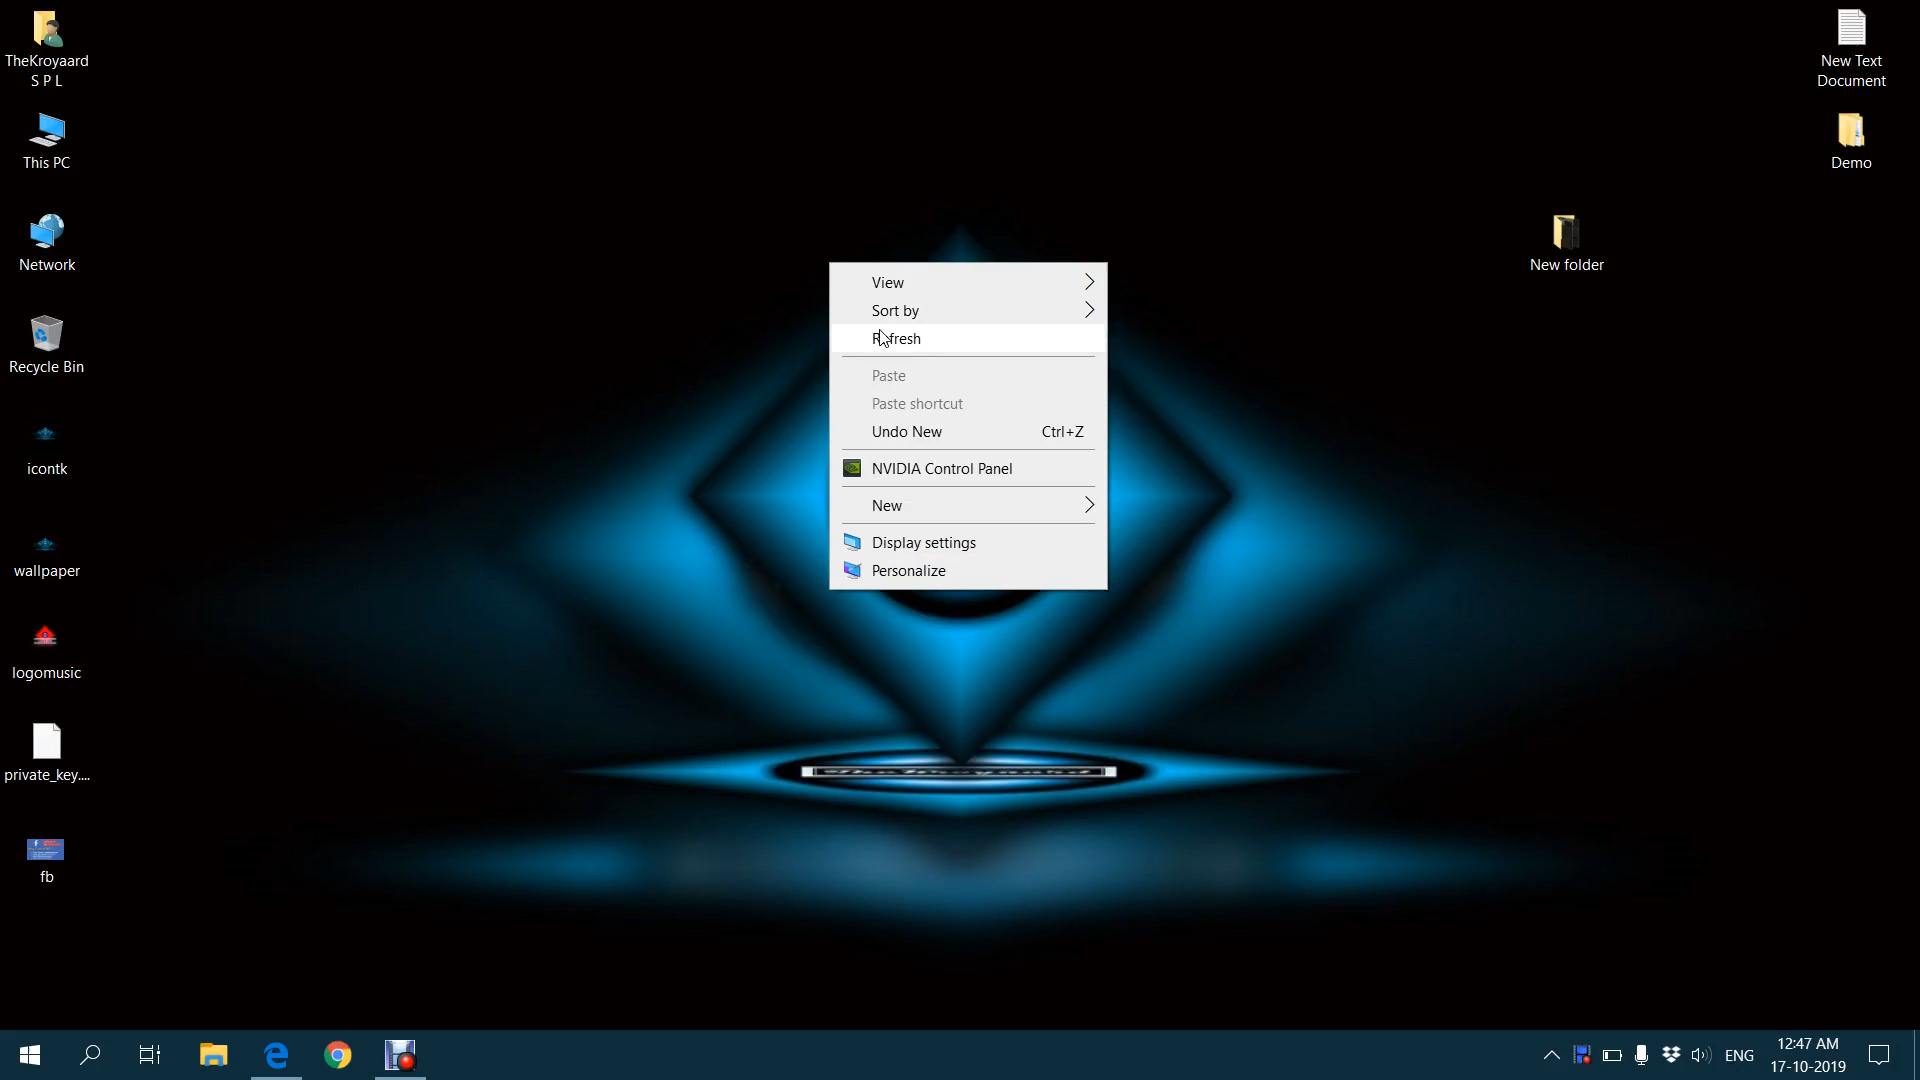 TheKroyaard
S P L
This PC
Network
Recycle Bin
icontk
wallpaper
logomusic
private_key....
fb
View
Sort by
Refresh
Paste
Paste shortcut
Undo New Ctrl+Z
NVIDIA Control Panel
New
Display settings
Personalize
New Text
Document
Demo
New folder
ENG
12:47 AM
17-10-2019